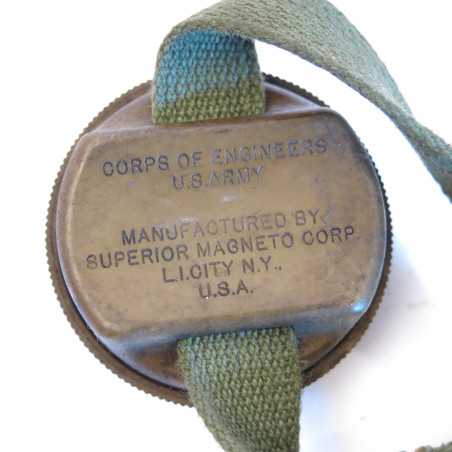 CORPS OF ENGINEERS
U.S.ARMY
MANUFACTURED BY
SUPERIOR MAGNETO CORP
L.I.CITY N.Y.,
U.S.A.